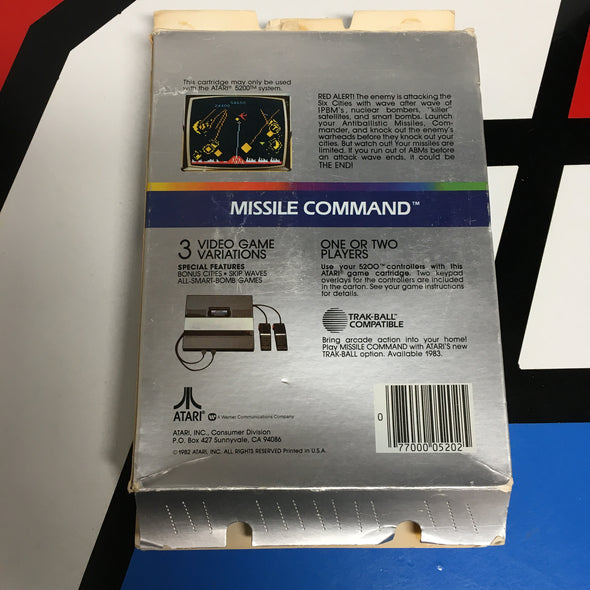 This cartridge may only be used
with the ATARI® 5200™ system.
RED ALERT! The enemy is attacking the
Six Cities with wave after wave of
IPBM's, nuclear bombers, "killer"
satellites, and smart bombs. Launch
your Antiballistic Missiles, Com-
mander, and knock out the enemy's
warheads before they knock out your
cities. But watch out! Your missiles are
limited. If you run out of ABMs before
an attack wave ends, it could be
THE END!
MISSILE COMMAND™
3 VIDEO GAME
VARIATIONS
SPECIAL FEATURES
BONUS CITIES • SKIP WAVES
ALL-SMART-BOMB GAMES
ONE OR TWO
PLAYERS
Use your 5200™ controllers with this
ATARI® game cartridge. Two keypad
overlays for the controllers are included
in the carton. See your game instructions
for details.
TRAK-BALL™
COMPATIBLE
Bring arcade action into your home!
Play MISSILE COMMAND with ATARI'S new
TRAK-BALL option. Available 1983.
ATARI®
A Warner Communications Company
ATARI, INC., Consumer Division
P.O. Box 427 Sunnyvale, CA 94086
© 1982 ATARI, INC. ALL RIGHTS RESERVED Printed in U.S.A.
0 77000 05202